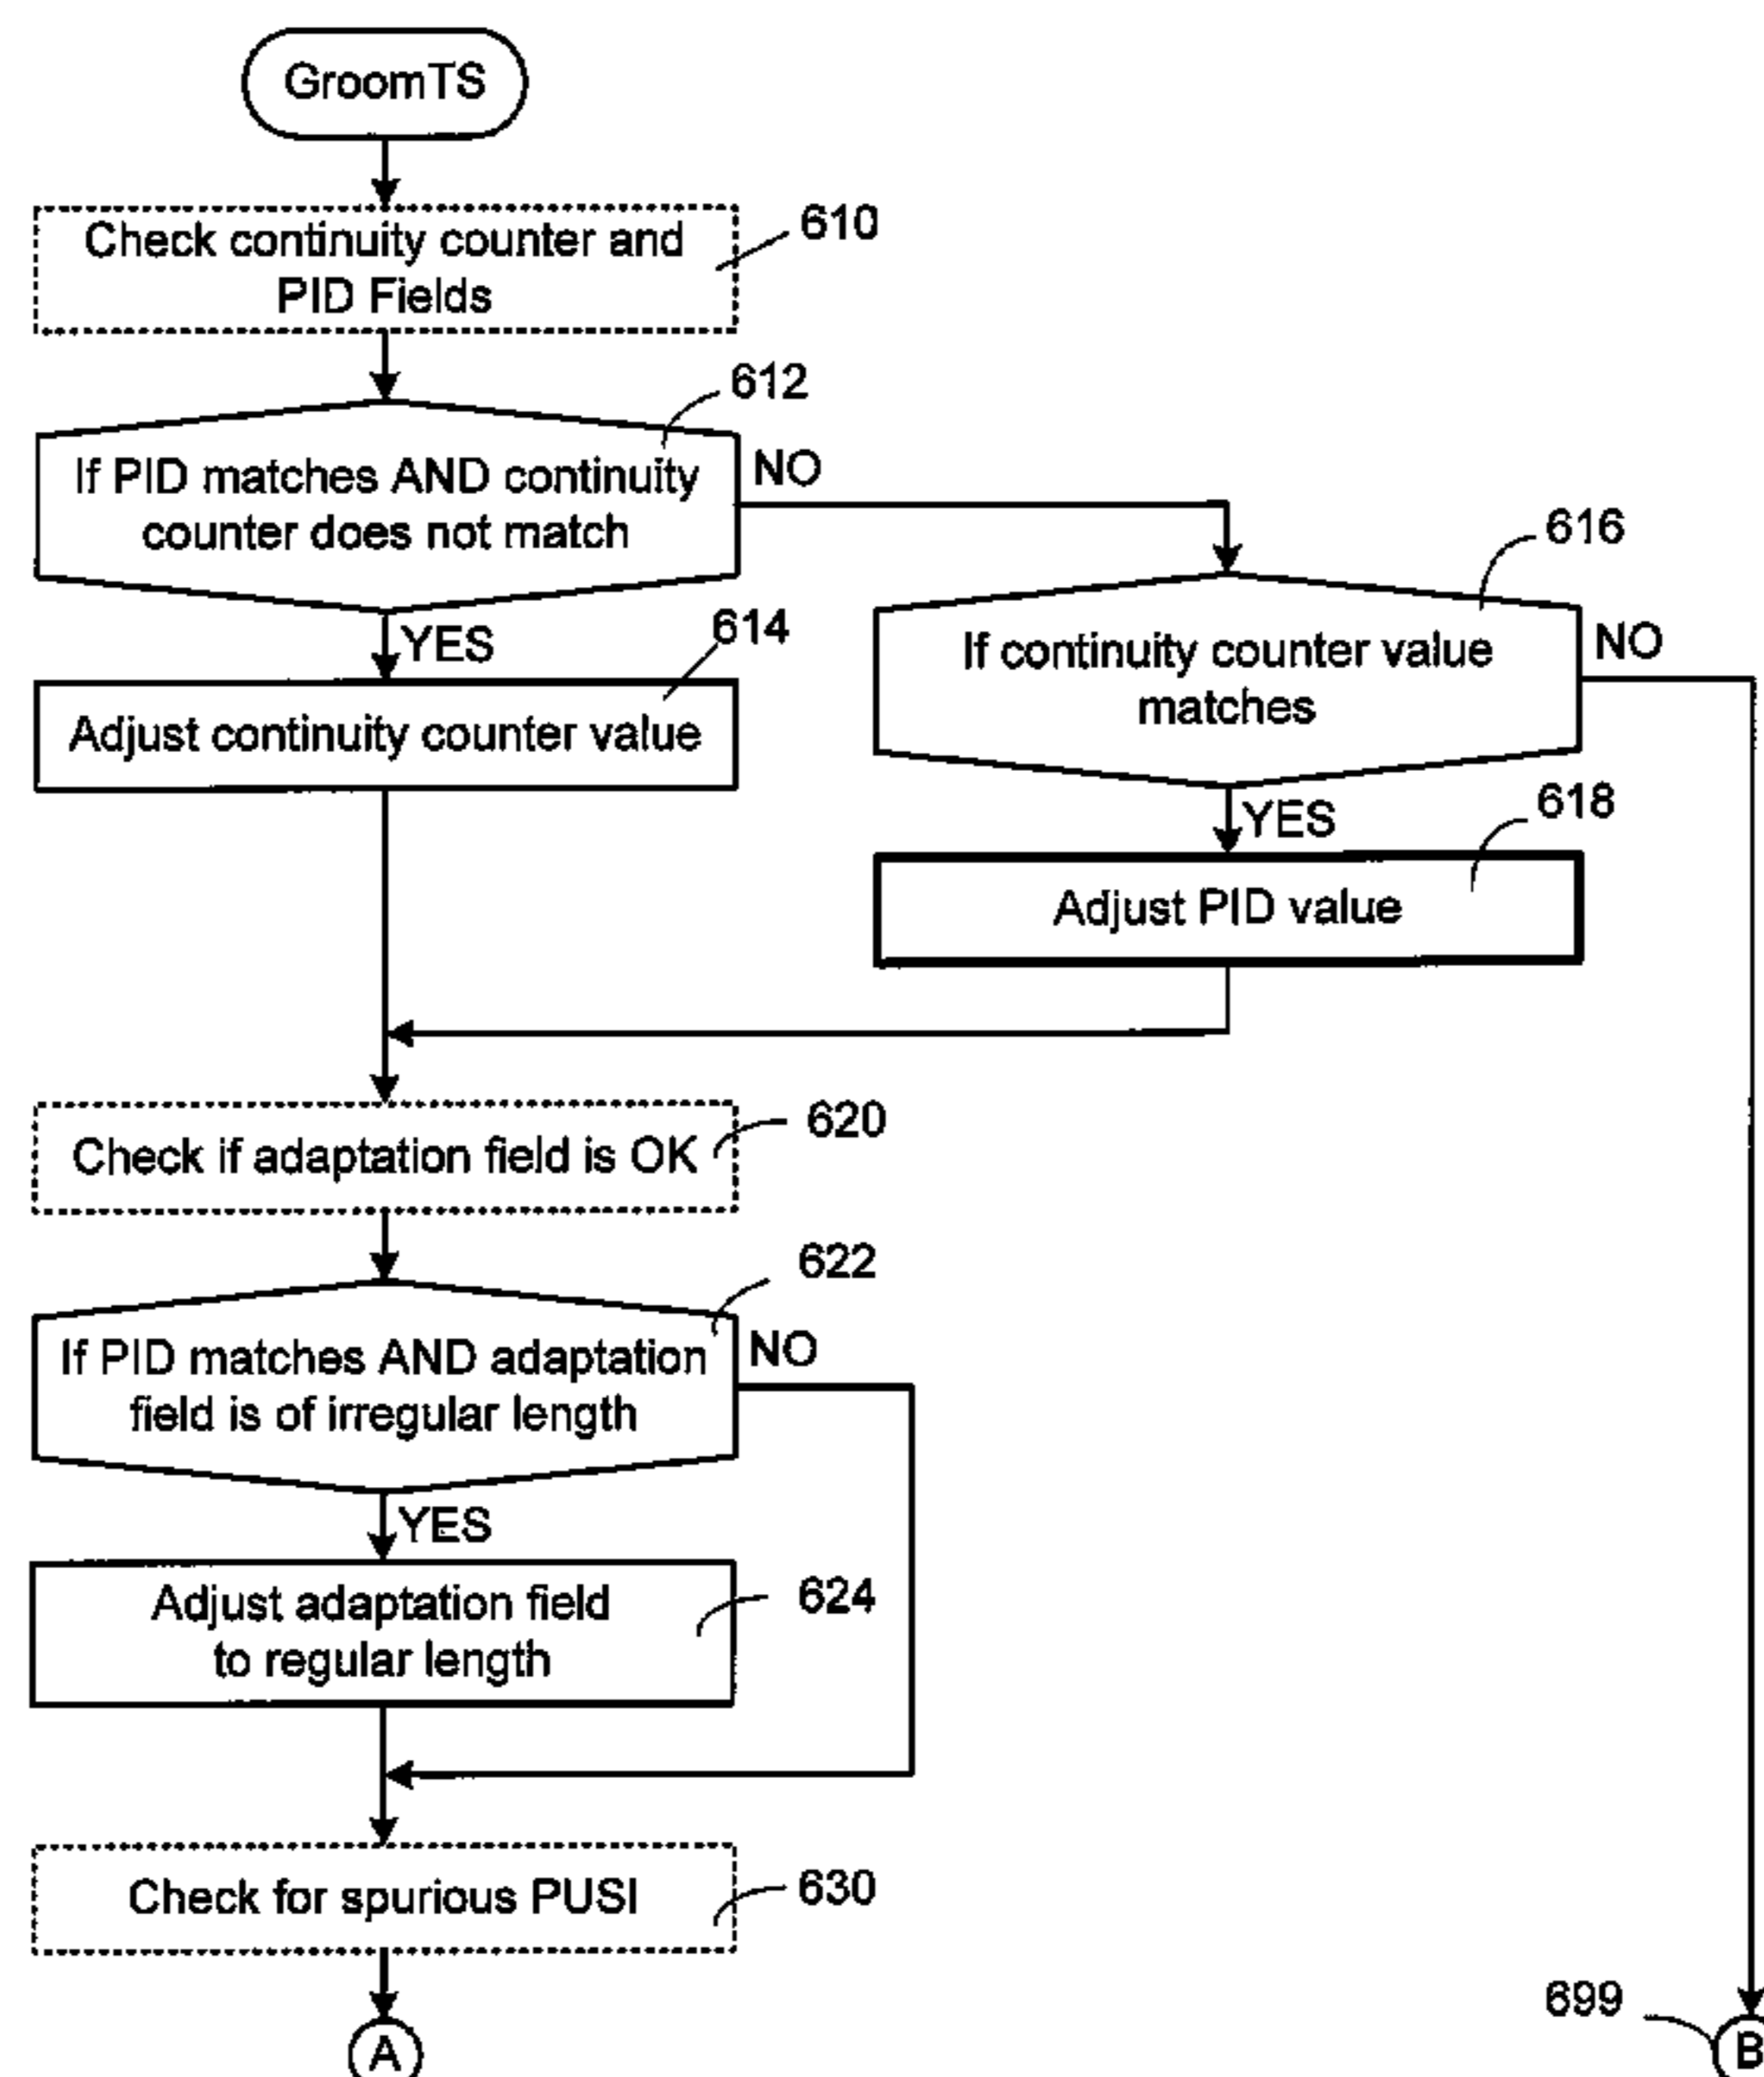 GroomTS
Check continuity counter and
PID Fields
610
612
If PID matches AND continuity
counter does not match
NO
616
YES
614
If continuity counter value
matches
NO
Adjust continuity counter value
YES
618
Adjust PID value
Check if adaptation field is OK
620
622
If PID matches AND adaptation
field is of irregular length
NO
YES
Adjust adaptation field
to regular length
624
Check for spurious PUSI
630
A
699
B